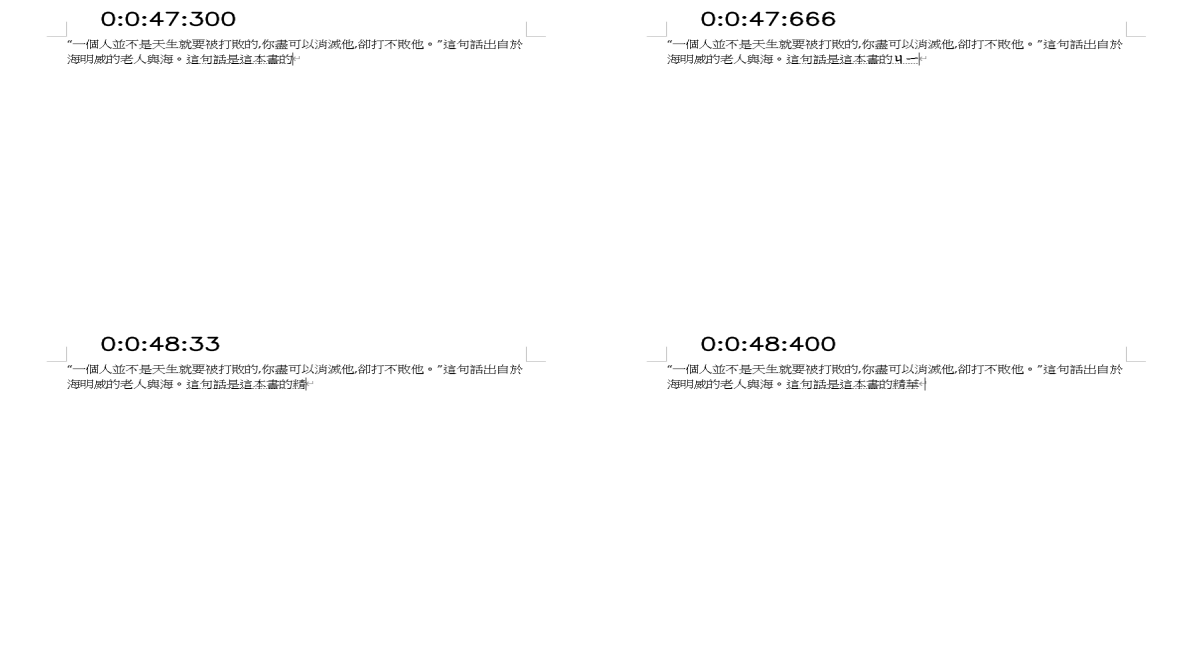 0:0:47:300
“一個人並不是天生就要被打敗的,你盡可以消滅他,卻打不敗他。”這句話出自於
海明威的老人與海。這句話是這本書的
0:0:47:666
“一個人並不是天生就要被打敗的,你盡可以消滅他,卻打不敗他。”這句話出自於
海明威的老人與海。這句話是這本書的ㄐ一
0:0:48:33
“一個人並不是天生就要被打敗的,你盡可以消滅他,卻打不敗他。”這句話出自於
海明威的老人與海。這句話是這本書的精
0:0:48:400
“一個人並不是天生就要被打敗的,你盡可以消滅他,卻打不敗他。”這句話出自於
海明威的老人與海。這句話是這本書的精華